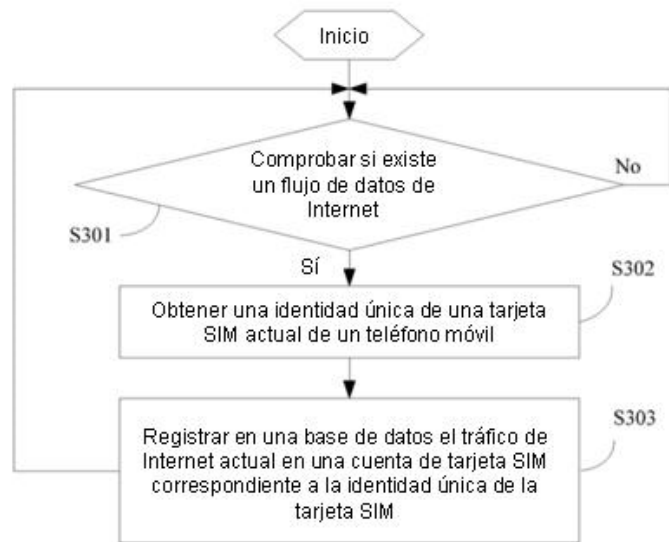 Inicio
Comprobar si existe
un flujo de datos de
Internet
No
S301
Sí
S302
Obtener una identidad única de una tarjeta
SIM actual de un teléfono móvil
S303
Registrar en una base de datos el tráfico de
Internet actual en una cuenta de tarjeta SIM
correspondiente a la identidad única de la
tarjeta SIM